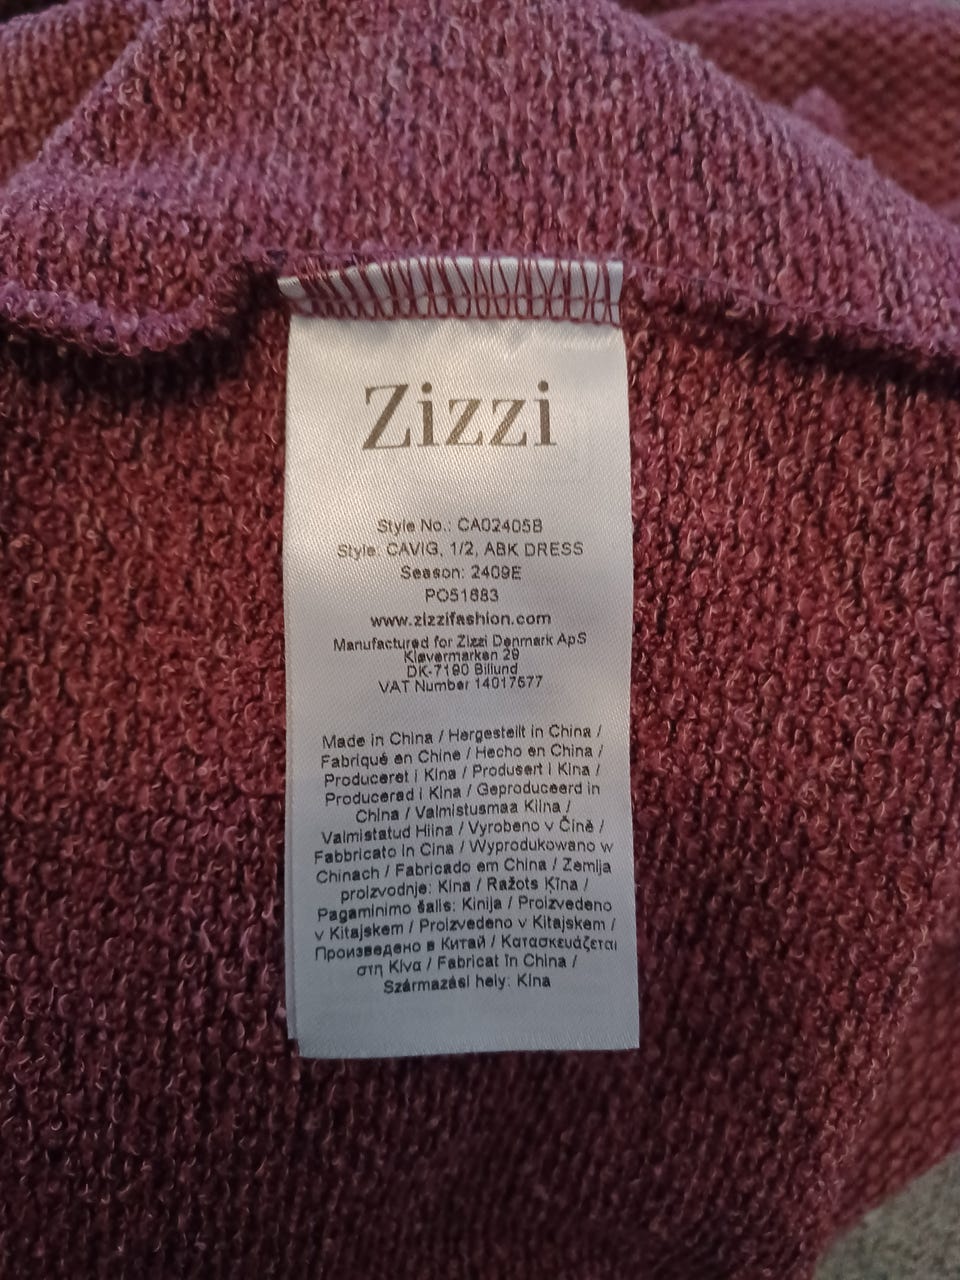 Zizzi
Style No.: CA02405B
Style: CAVIG, 1/2, ABK DRESS
Season: 2409E
PO51683
www.zizzifashion.com
Manufactured for Zizzi Denmark ApS
Kløvermarken 29
DK-7190 Billund
VAT Number 14017577
Made in China / Hergestellt in China /
Fabriqué en Chine / Hecho en China /
Produceret i Kina / Produsert i Kina /
Producerad i Kina / Geproduceerd in
China / Valmistusmaa Kiina /
Valmistatud Hiina / Vyrobeno v Číně /
Fabbricato in Cina / Wyprodukowano w
Chinach / Fabricado em China / Zemlja
proizvodnje: Kina / Ražots Ķīna /
Pagaminimo šalis: Kinija / Proizvedeno
v Kitajskem / Proizvedeno v Kitajskem /
Произведено в Китай / Κατασκευάζεται
στη Κίνα / Fabricat în China /
Származási hely: Kína